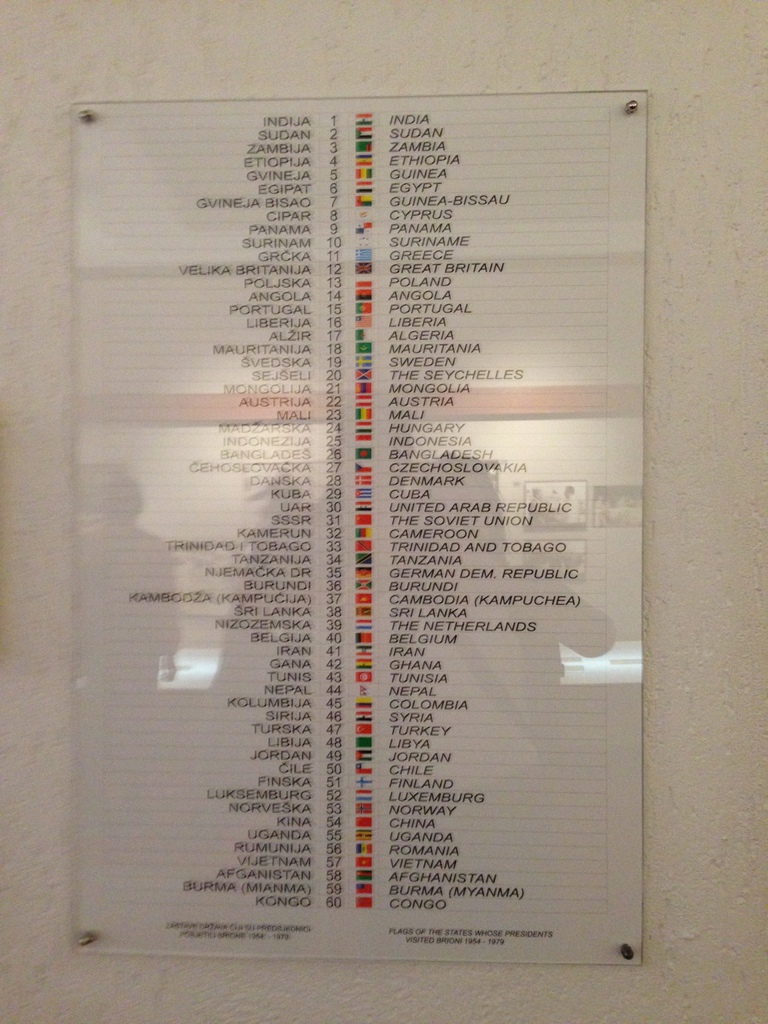 INDIJA 1 INDIA
SUDAN 2 SUDAN
ZAMBIJA 3 ZAMBIA
ETIOPIJA 4 ETHIOPIA
GVINEJA 5 GUINEA
EGIPAT 6 EGYPT
GVINEJA BISAO 7 GUINEA-BISSAU
CIPAR 8 CYPRUS
PANAMA 9 PANAMA
SURINAM 10 SURINAME
GRČKA 11 GREECE
VELIKA BRITANIJA 12 GREAT BRITAIN
POLJSKA 13 POLAND
ANGOLA 14 ANGOLA
PORTUGAL 15 PORTUGAL
LIBERIJA 16 LIBERIA
ALŽIR 17 ALGERIA
MAURITANIJA 18 MAURITANIA
ŠVEDSKA 19 SWEDEN
SEJŠELI 20 THE SEYCHELLES
MONGOLIJA 21 MONGOLIA
AUSTRIJA 22 AUSTRIA
MALI 23 MALI
MADŽARSKA 24 HUNGARY
INDONEZIJA 25 INDONESIA
BANGLADEŠ 26 BANGLADESH
ČEHOSLOVAČKA 27 CZECHOSLOVAKIA
DANSKA 28 DENMARK
KUBA 29 CUBA
UAR 30 UNITED ARAB REPUBLIC
SSSR 31 THE SOVIET UNION
KAMERUN 32 CAMEROON
TRINIDAD I TOBAGO 33 TRINIDAD AND TOBAGO
TANZANIJA 34 TANZANIA
NJEMAČKA DR 35 GERMAN DEM. REPUBLIC
BURUNDI 36 BURUNDI
KAMBODŽA (KAMPUČIJA) 37 CAMBODIA (KAMPUCHEA)
ŠRI LANKA 38 SRI LANKA
NIZOZEMSKA 39 THE NETHERLANDS
BELGIJA 40 BELGIUM
IRAN 41 IRAN
GANA 42 GHANA
TUNIS 43 TUNISIA
NEPAL 44 NEPAL
KOLUMBIJA 45 COLOMBIA
SIRIJA 46 SYRIA
TURSKA 47 TURKEY
LIBIJA 48 LIBYA
JORDAN 49 JORDAN
ČILE 50 CHILE
FINSKA 51 FINLAND
LUKSEMBURG 52 LUXEMBURG
NORVEŠKA 53 NORWAY
KINA 54 CHINA
UGANDA 55 UGANDA
RUMUNIJA 56 ROMANIA
VIJETNAM 57 VIETNAM
AFGANISTAN 58 AFGHANISTAN
BURMA (MIANMA) 59 BURMA (MYANMA)
KONGO 60 CONGO
ZASTAVE DRŽAVA ČIJI SU PREDSJEDNICI FLAGS OF THE STATES WHOSE PRESIDENTS
POSJETILI BRIONE 1954 - 1979 VISITED BRIONI 1954 - 1979